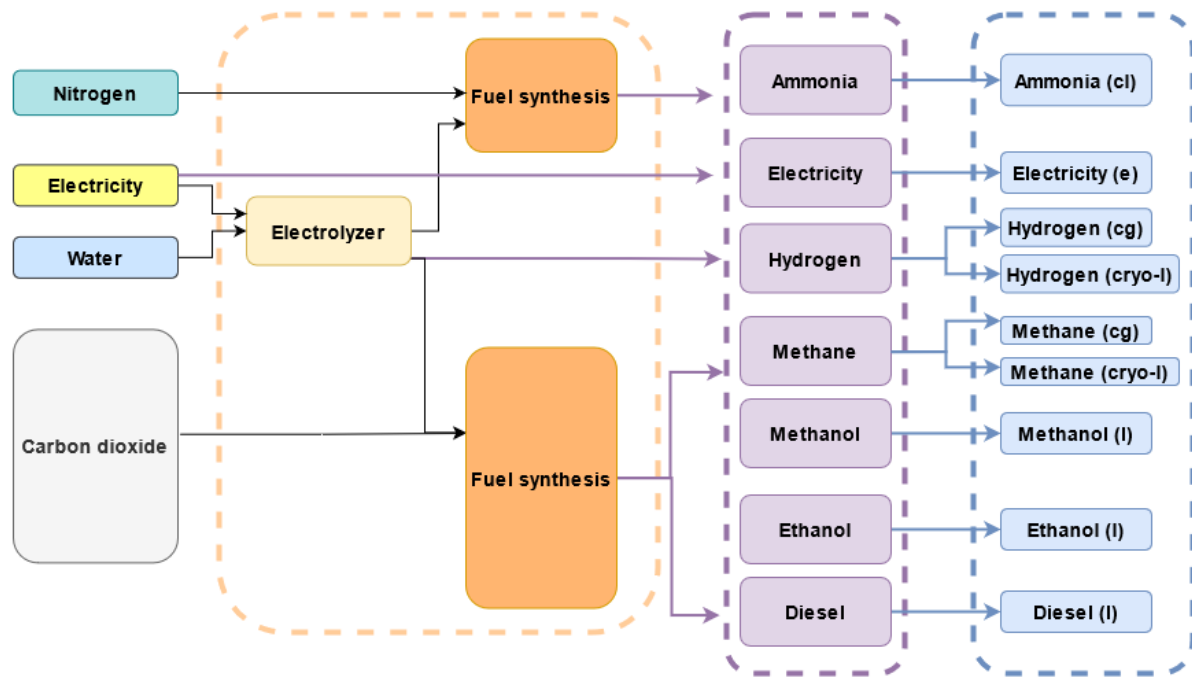 Nitrogen
Electricity
Water
Carbon dioxide
Electrolyzer
Fuel synthesis
Fuel synthesis
Ammonia
Electricity
Hydrogen
Methane
Methanol
Ethanol
Diesel
Ammonia (cl)
Electricity (e)
Hydrogen (cg)
Hydrogen (cryo-l)
Methane (cg)
Methane (cryo-l)
Methanol (l)
Ethanol (l)
Diesel (l)